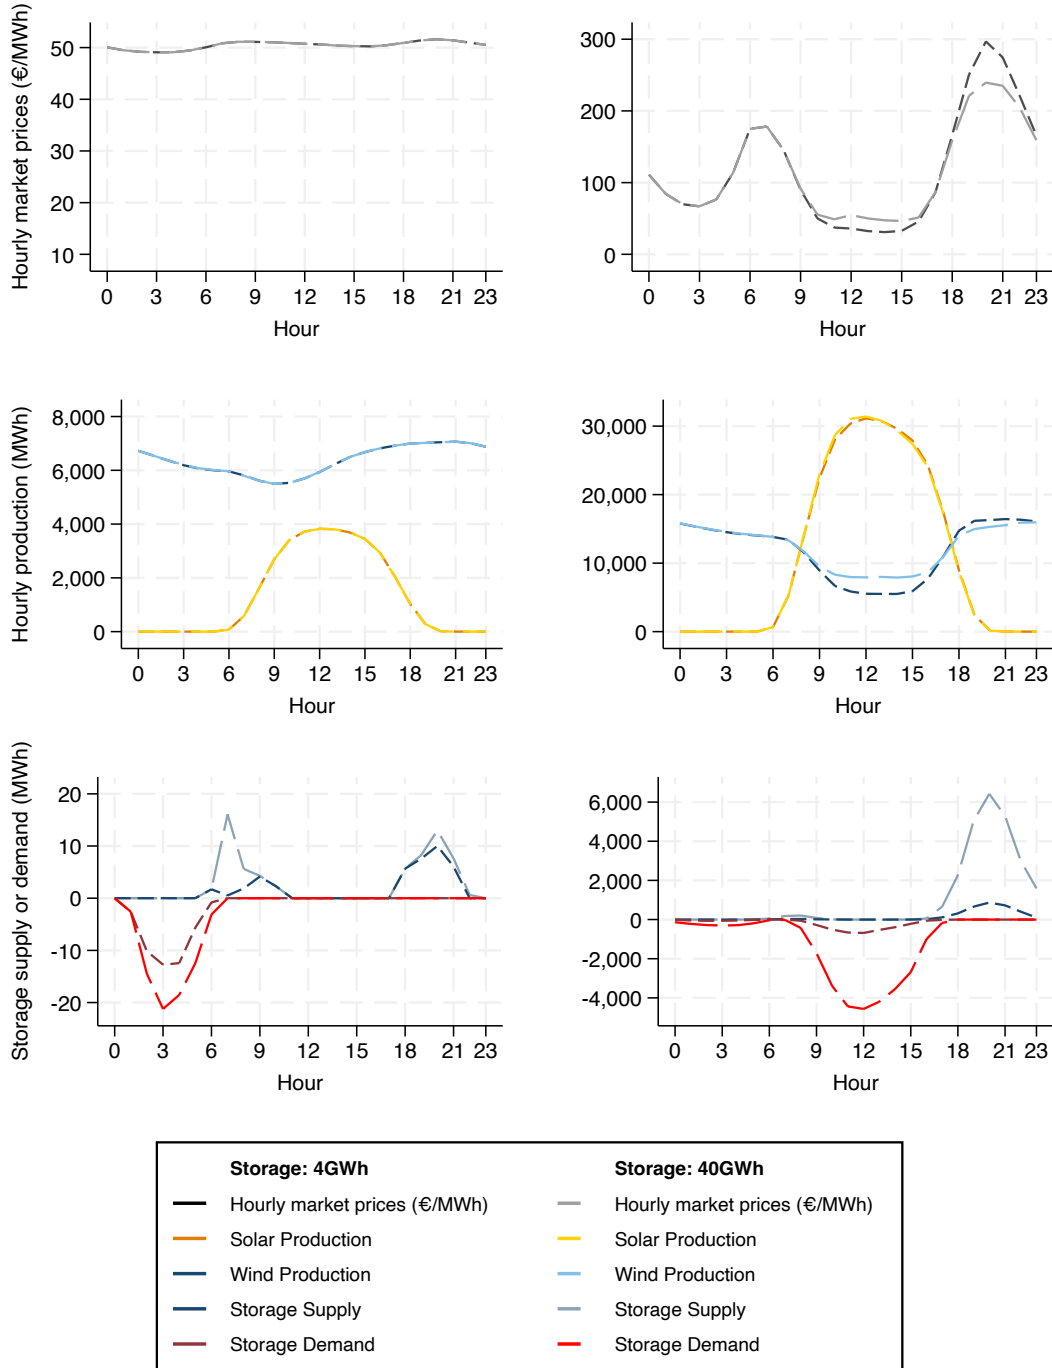 Hourly market prices (€/MWh)
50
40
30
20
10
0 3 6 9 12 15 18 21 23
Hour
300
200
100
0
0 3 6 9 12 15 18 21 23
Hour
Hourly production (MWh)
8,000
6,000
4,000
2,000
0
0 3 6 9 12 15 18 21 23
Hour
30,000
20,000
10,000
0
0 3 6 9 12 15 18 21 23
Hour
Storage supply or demand (MWh)
20
10
0
-10
-20
0 3 6 9 12 15 18 21 23
Hour
6,000
4,000
2,000
0
-2,000
-4,000
0 3 6 9 12 15 18 21 23
Hour
Storage: 4GWh
Hourly market prices (€/MWh)
Solar Production
Wind Production
Storage Supply
Storage Demand
Storage: 40GWh
Hourly market prices (€/MWh)
Solar Production
Wind Production
Storage Supply
Storage Demand